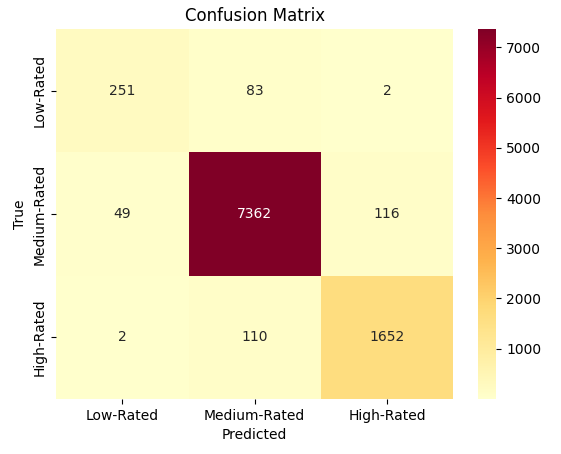 Confusion Matrix
True
Low-Rated
251 83 2
Medium-Rated
49 7362 116
High-Rated
2 110 1652
Low-Rated Medium-Rated High-Rated
Predicted
7000
6000
5000
4000
3000
2000
1000